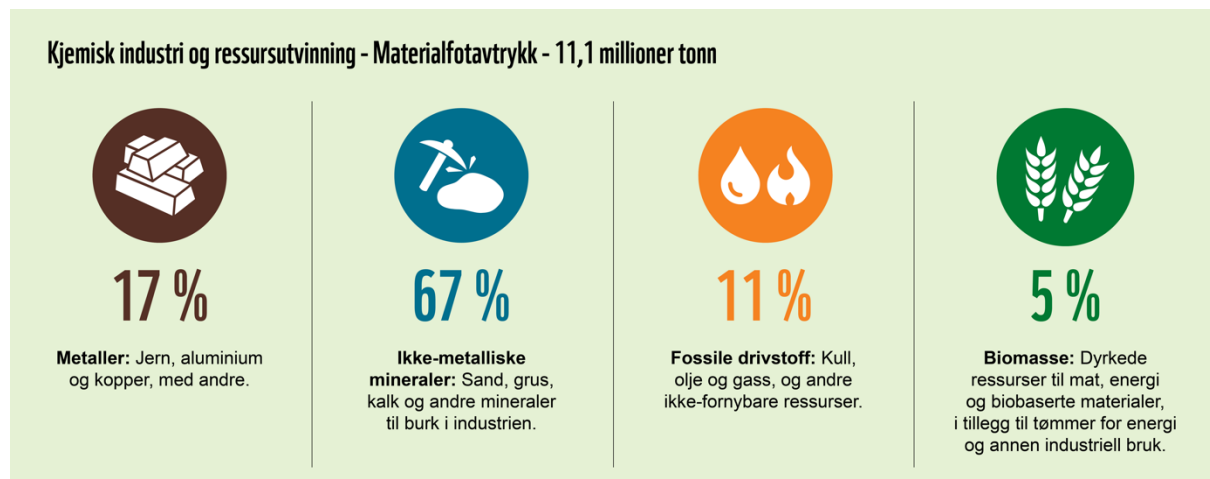 Kjemisk industri og ressursutvinning - Materialfotavtrykk - 11,1 millioner tonn
17 %
Metaller: Jern, aluminium
og kopper, med andre.
67 %
Ikke-metalliske
mineraler: Sand, grus,
kalk og andre mineraler
til burk i industrien.
11 %
Fossile drivstoff: Kull,
olje og gass, og andre
ikke-fornybare ressurser.
5 %
Biomasse: Dyrkede
ressurser til mat, energi
og biobaserte materialer,
i tillegg til tømmer for energi
og annen industriell bruk.